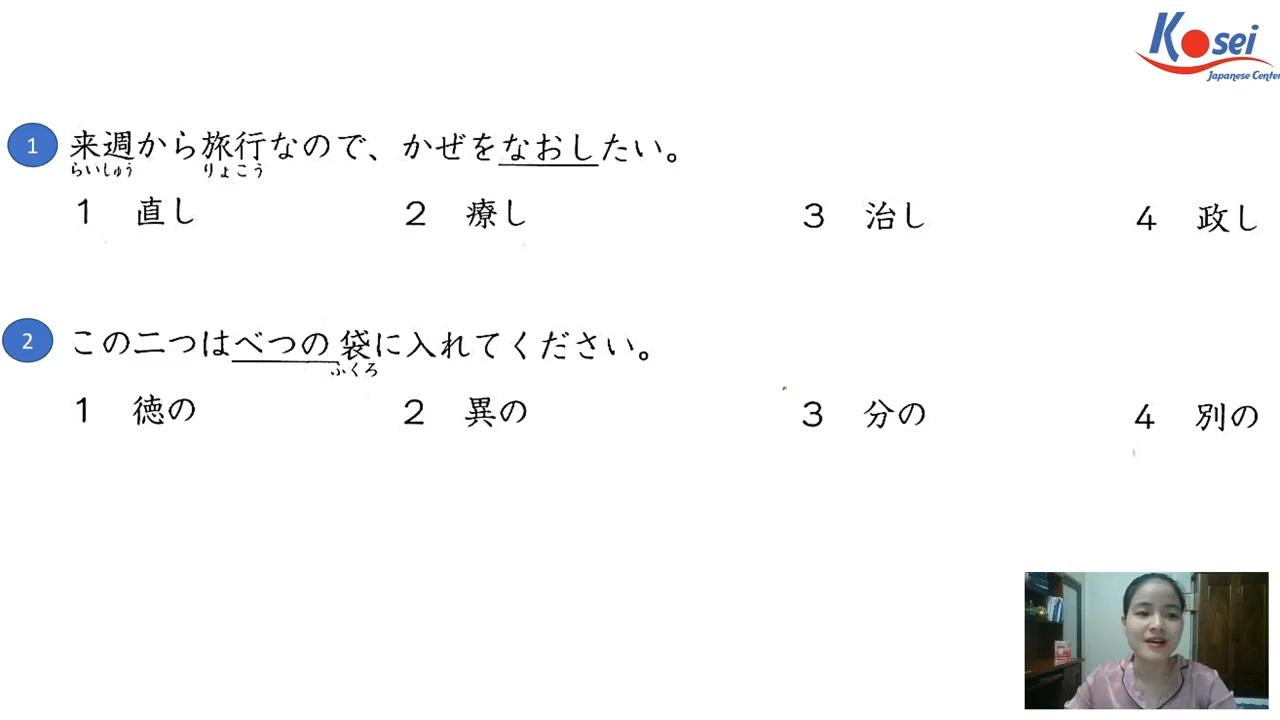 Kosei
Japanese Center
1 来週から旅行なので、かぜをなおしたい。
らいしゅう りょこう
1 直し 2 療し 3 治し 4 政し
2 この二つはべつの袋に入れてください。
ふくろ
1 徳の 2 異の 3 分の 4 別の